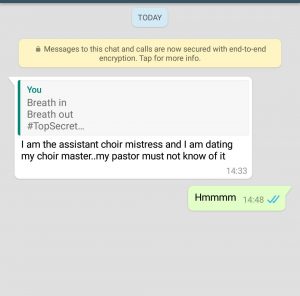 TODAY
Messages to this chat and calls are now secured with end-to-end
encryption. Tap for more info.
You
Breath in
Breath out
#TopSecret...
I am the assistant choir mistress and I am dating
my choir master..my pastor must not know of it
14:33
Hmmmm 14:48